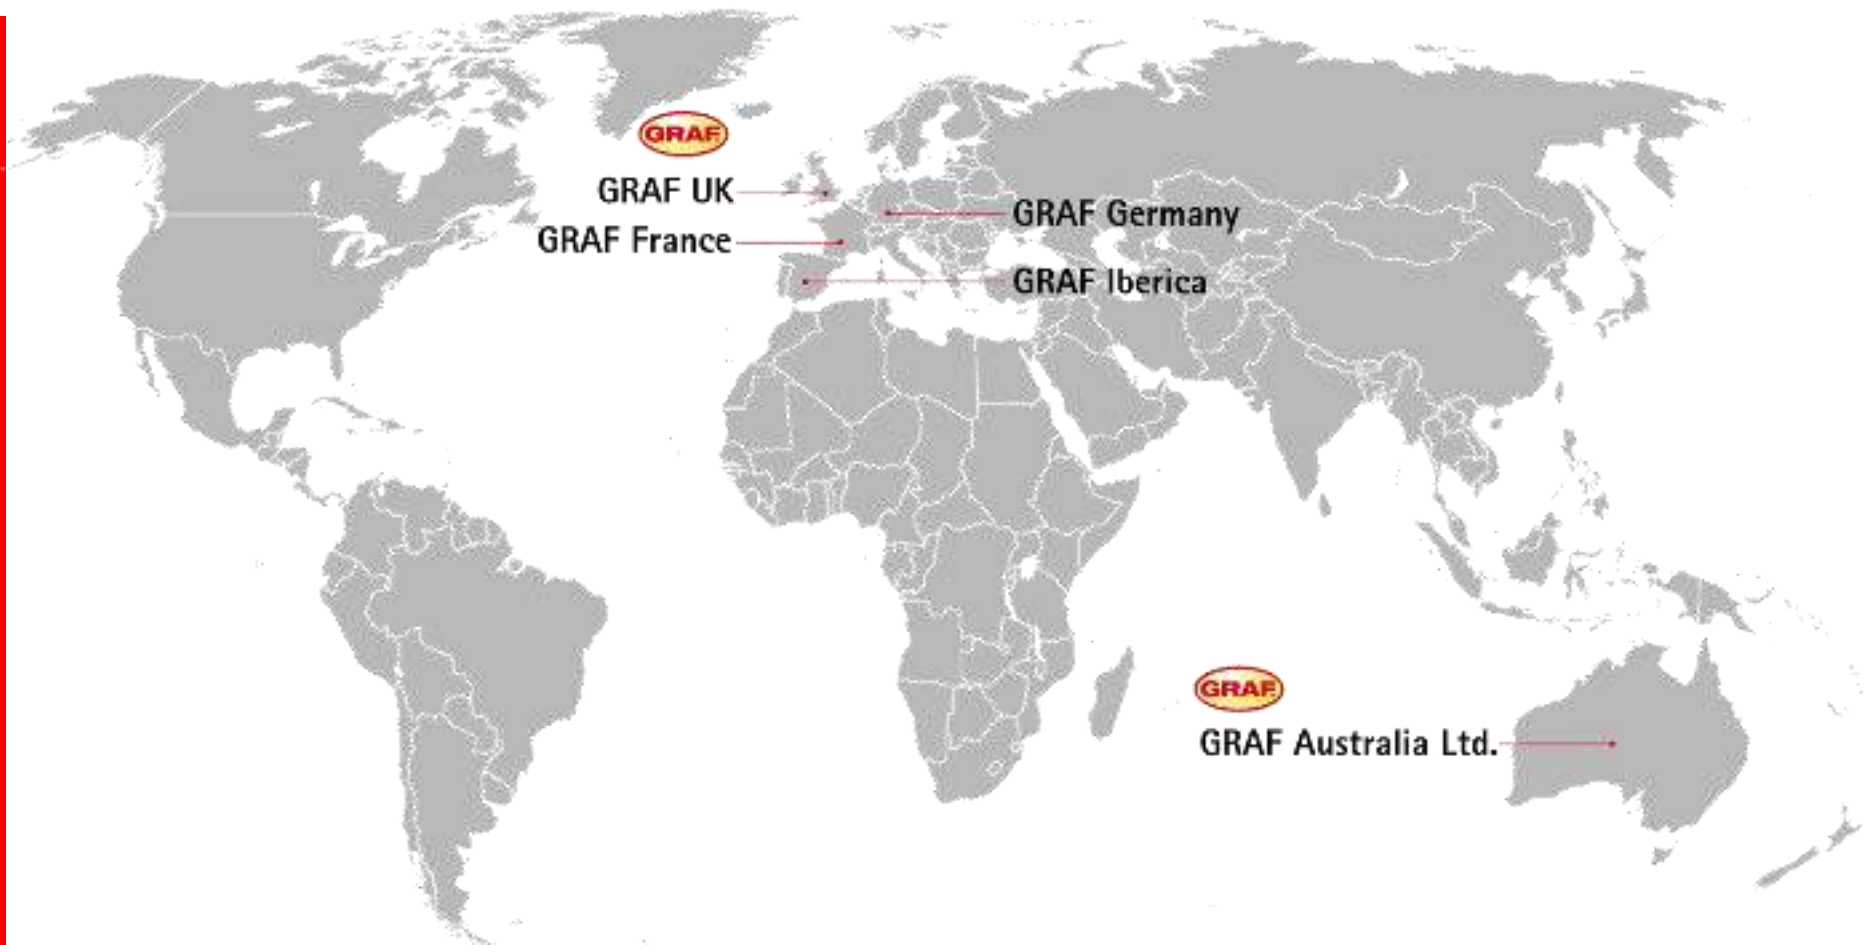 GRAF
GRAF UK
GRAF Germany
GRAF France
GRAF Iberica
GRAF
GRAF Australia Ltd.